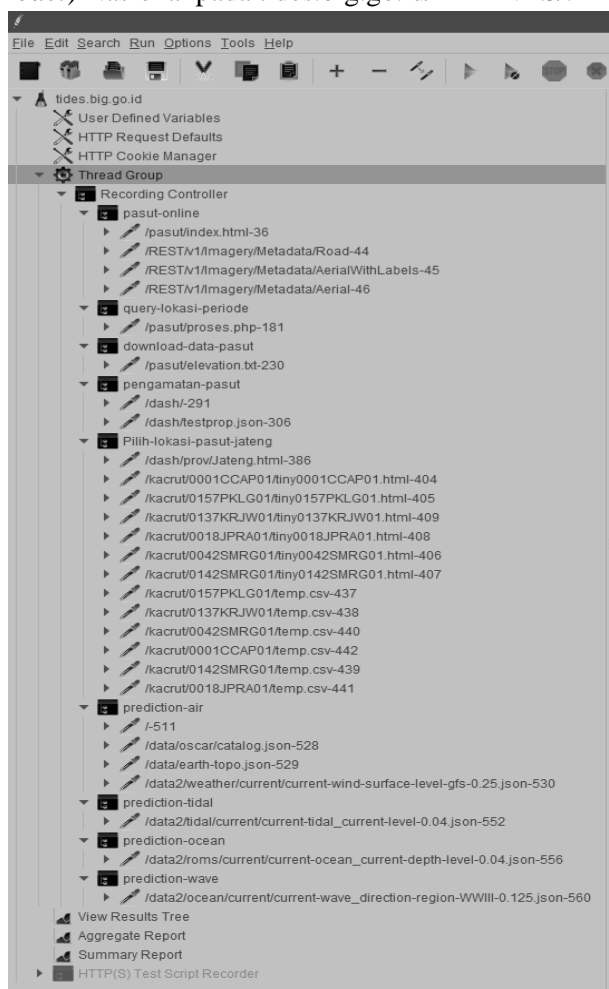 File Edit Search Run Options Tools Help
tides.big.go.id
User Defined Variables
HTTP Request Defaults
HTTP Cookie Manager
Thread Group
Recording Controller
pasut-online
/pasut/index.html-36
/REST/v1/Imagery/Metadata/Road-44
/REST/v1/Imagery/Metadata/AerialWithLabels-45
/REST/v1/Imagery/Metadata/Aerial-46
query-lokasi-periode
/pasut/proses.php-181
download-data-pasut
/pasut/elevation.txt-230
pengamatan-pasut
/dash/-291
/dash/testprop.json-306
Pilih-lokasi-pasut-jateng
/dash/prov/Jateng.html-386
/kacrut/0001CCAP01/tiny0001CCAP01.html-404
/kacrut/0157PKLG01/tiny0157PKLG01.html-405
/kacrut/0137KRJW01/tiny0137KRJW01.html-409
/kacrut/0018JPRA01/tiny0018JPRA01.html-408
/kacrut/0042SMRG01/tiny0042SMRG01.html-406
/kacrut/0142SMRG01/tiny0142SMRG01.html-407
/kacrut/0157PKLG01/temp.csv-437
/kacrut/0137KRJW01/temp.csv-438
/kacrut/0042SMRG01/temp.csv-440
/kacrut/0001CCAP01/temp.csv-442
/kacrut/0142SMRG01/temp.csv-439
/kacrut/0018JPRA01/temp.csv-441
prediction-air
/-511
/data/oscar/catalog.json-528
/data/earth-topo.json-529
/data2/weather/current/current-wind-surface-level-gfs-0.25.json-530
prediction-tidal
/data2/tidal/current/current-tidal_current-level-0.04.json-552
prediction-ocean
/data2/roms/current/current-ocean_current-depth-level-0.04.json-556
prediction-wave
/data2/ocean/current/current-wave_direction-region-WWIII-0.125.json-560
View Results Tree
Aggregate Report
Summary Report
HTTP(S) Test Script Recorder